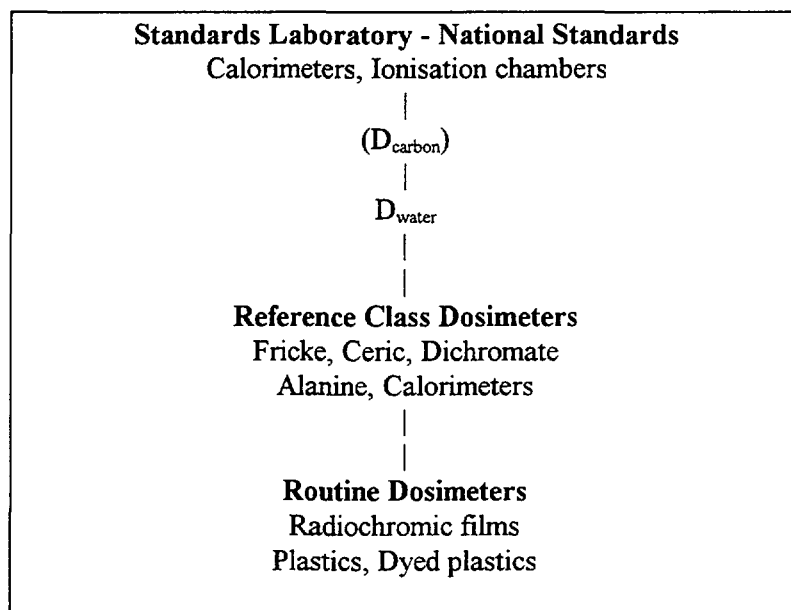 Standards Laboratory - National Standards
Calorimeters, Ionisation chambers
(D_carbon)
D_water
Reference Class Dosimeters
Fricke, Ceric, Dichromate
Alanine, Calorimeters
Routine Dosimeters
Radiochromic films
Plastics, Dyed plastics